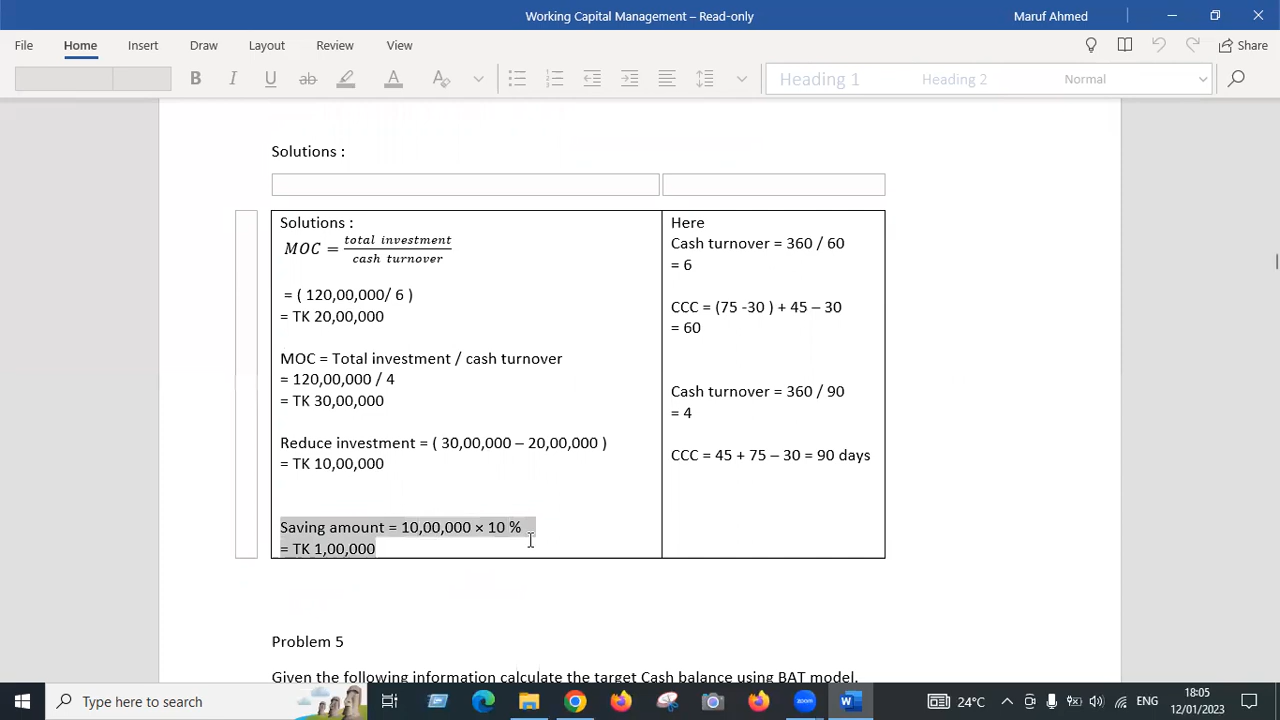 Working Capital Management – Read-only
Maruf Ahmed
File Home Insert Draw Layout References Review View
Share
Heading 1 Heading 2 Normal
Solutions :
Solutions :
MOC = total investment / cash turnover
= ( 120,00,000/ 6 )
= TK 20,00,000
MOC = Total investment / cash turnover
= 120,00,000 / 4
= TK 30,00,000
Reduce investment = ( 30,00,000 – 20,00,000 )
= TK 10,00,000
Saving amount = 10,00,000 × 10 %
= TK 1,00,000
Here
Cash turnover = 360 / 60
= 6
CCC = (75 -30 ) + 45 – 30
= 60
Cash turnover = 360 / 90
= 4
CCC = 45 + 75 – 30 = 90 days
Problem 5
Given the following information calculate the target Cash balance using BAT model.
Type here to search
zoom
24°C
ENG
18:05
12/01/2023